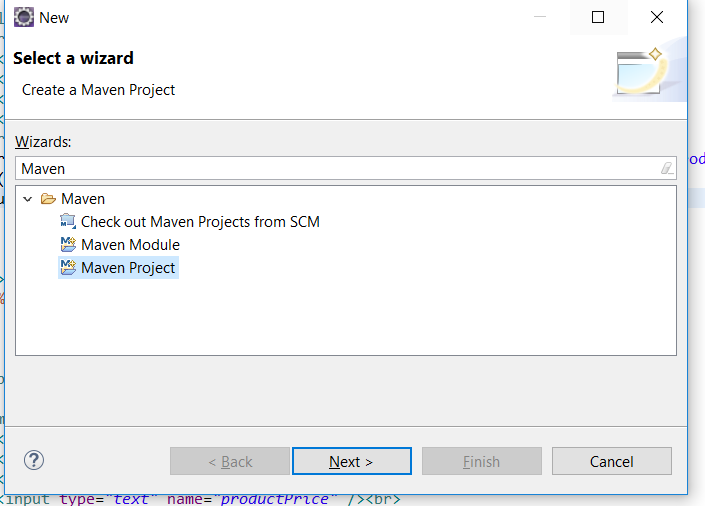 New
Select a wizard
Create a Maven Project
Wizards:
Maven
od
Maven
Check out Maven Projects from SCM
Maven Module
Maven Project
? < Back Next > Finish Cancel
<input type="text" name="productPrice" /><br>